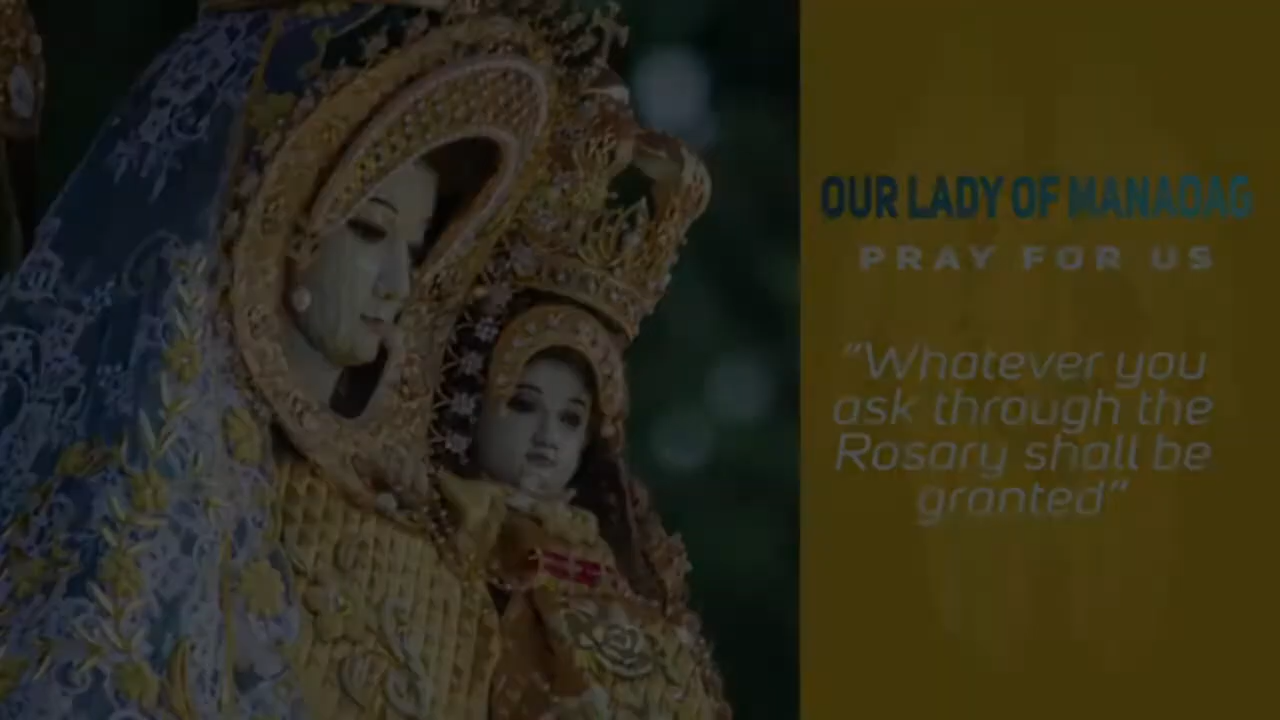 OUR LADY OF MANAOAG
PRAY FOR US
“Whatever you
ask through the
Rosary shall be
granted”